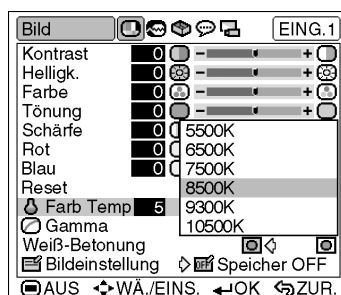 Bild EING.1
Kontrast 0 - +
Helligk. 0 - +
Farbe 0 - +
Tönung 0 - +
Schärfe 0 5500K
Rot 0 6500K
Blau 0 7500K
Reset 8500K
Farb Temp 5 9300K
Gamma 10500K
Weiß-Betonung
Bildeinstellung OFF Speicher OFF
AUS WÄ./EINS. OK ZUR.